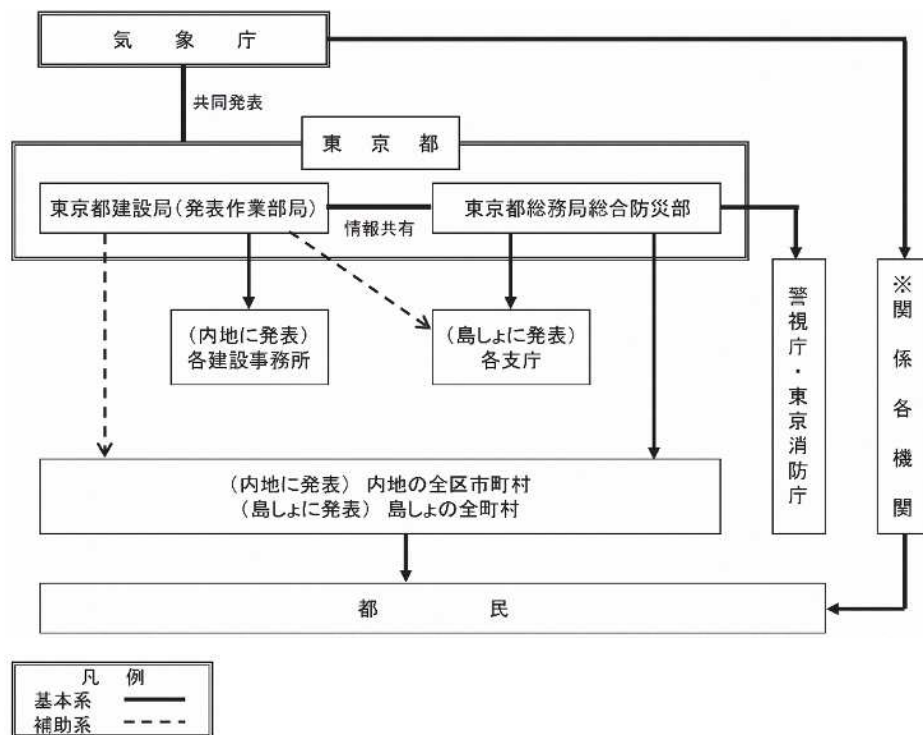 気象庁
共同発表
東京都
東京都建設局(発表作業部局)
情報共有
東京都総務局総合防災部
(内地に発表)
各建設事務所
(島しょに発表)
各支庁
警視庁・東京消防庁
※関係各機関
(内地に発表) 内地の全区市町村
(島しょに発表) 島しょの全町村
都民
凡例
基本系
補助系